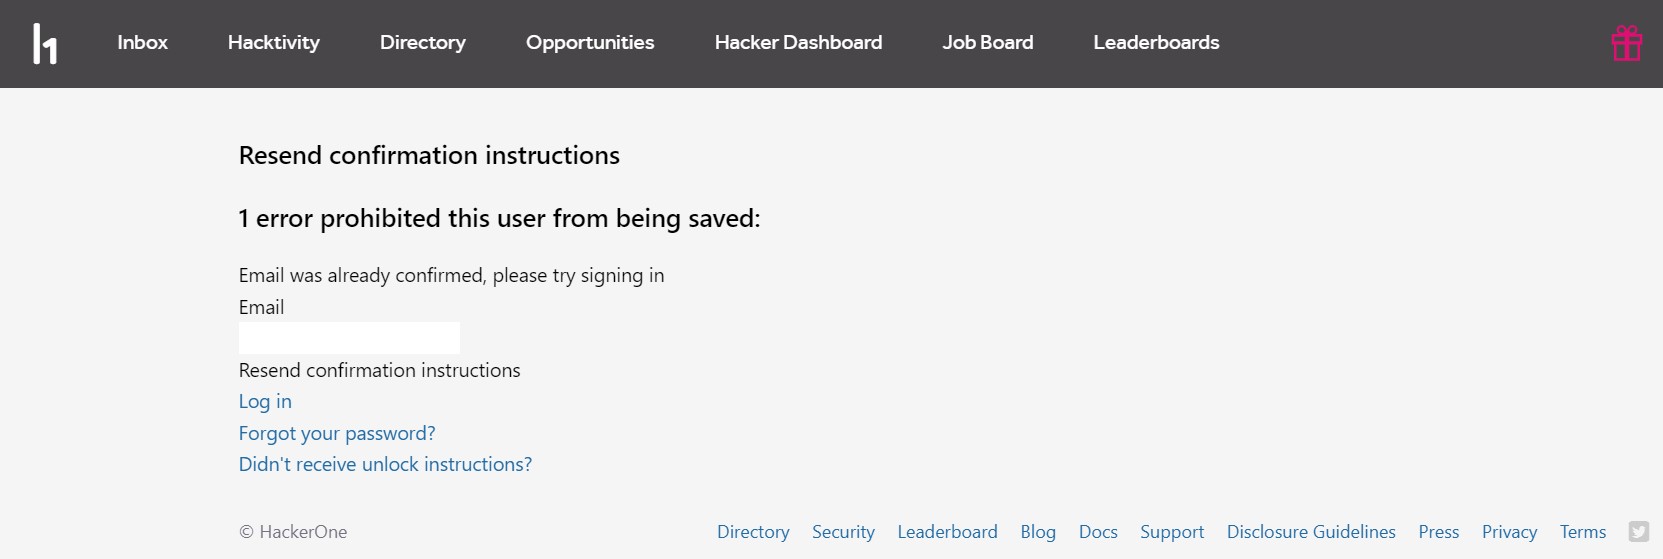 h1 Inbox Hacktivity Directory Opportunities Hacker Dashboard Job Board Leaderboards
Resend confirmation instructions
1 error prohibited this user from being saved:
Email was already confirmed, please try signing in
Email
Resend confirmation instructions
Log in
Forgot your password?
Didn't receive unlock instructions?
© HackerOne Directory Security Leaderboard Blog Docs Support Disclosure Guidelines Press Privacy Terms